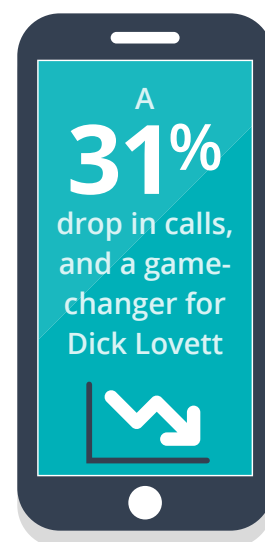 A
31%
drop in calls,
and a game-
changer for
Dick Lovett